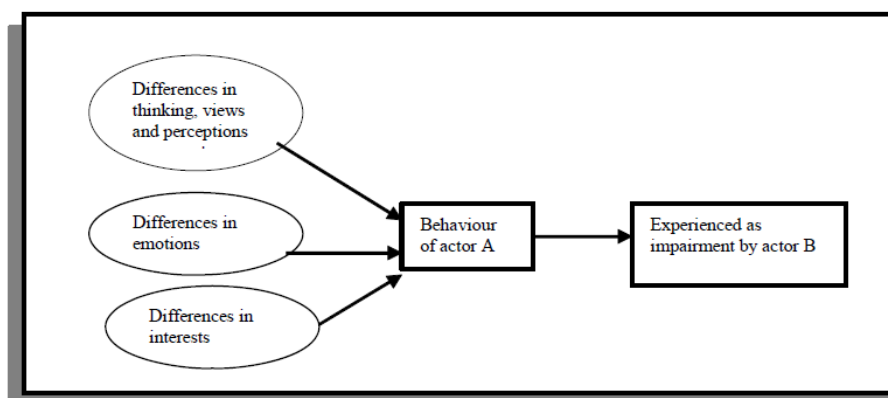 Differences in
thinking, views
and perceptions
.
Differences in
emotions
Differences in
interests
Behaviour
of actor A
Experienced as
impairment by actor B